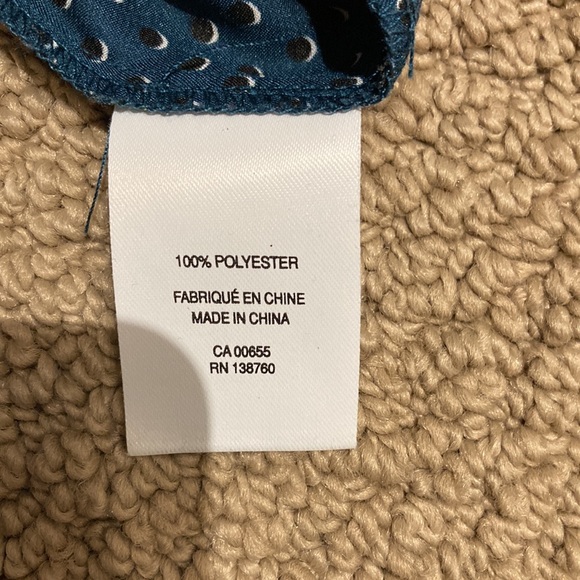 100% POLYESTER
FABRIQUÉ EN CHINE
MADE IN CHINA
CA 00655
RN 138760